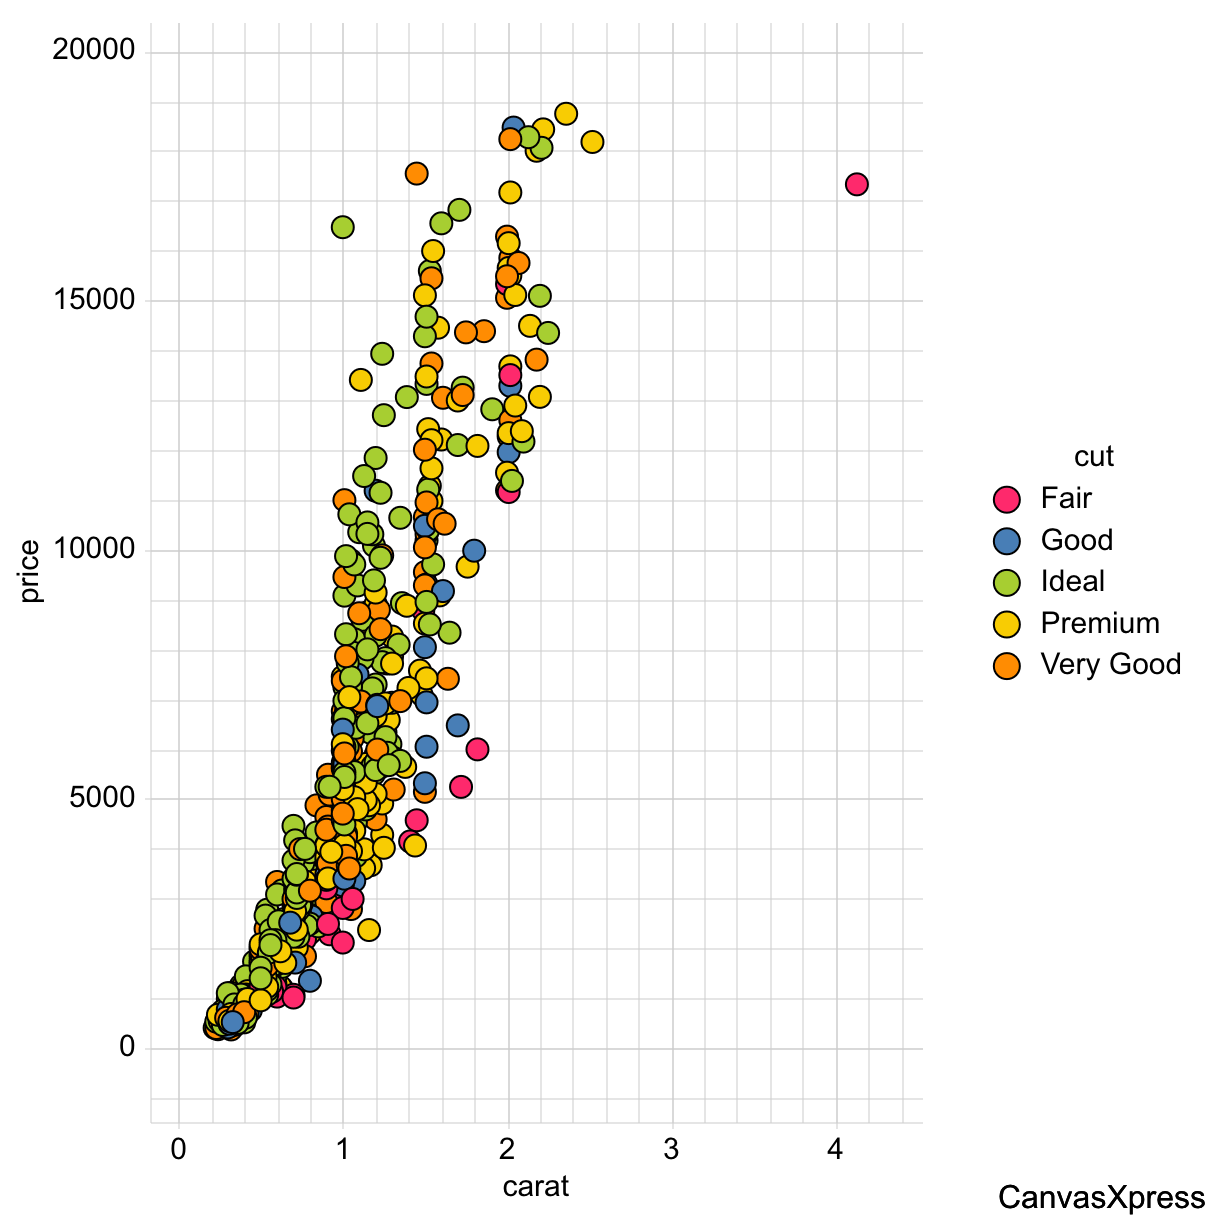 20000
15000
10000
5000
0
price
0 1 2 3 4
carat
cut
Fair
Good
Ideal
Premium
Very Good
CanvasXpress